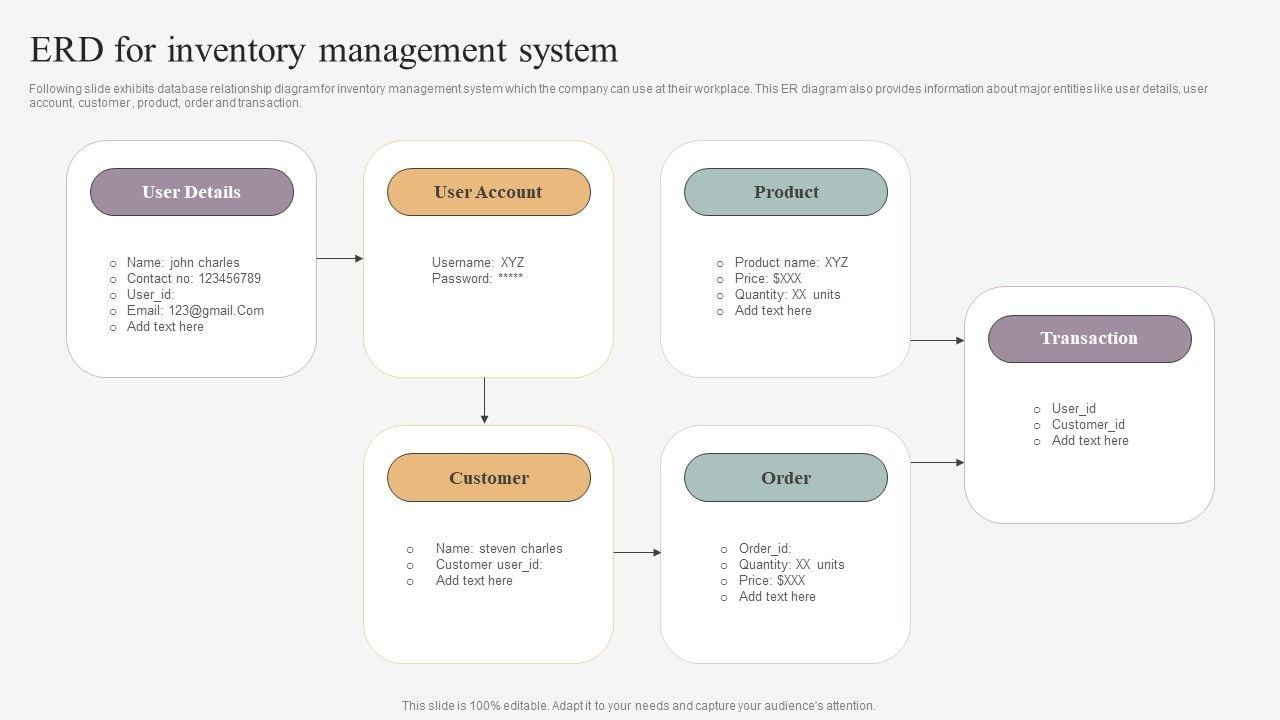 ERD for inventory management system
Following slide exhibits database relationship diagram for inventory management system which the company can use at their workplace. This ER diagram also provides information about major entities like user details, user
account, customer, product, order and transaction.
User Details
Name: john charles
Contact no: 123456789
User_id:
Email: 123@gmail.Com
Add text here
User Account
Username: XYZ
Password: *****
Product
Product name: XYZ
Price: $XXX
Quantity: XX units
Add text here
Transaction
User_id
Customer_id
Add text here
Customer
Name: steven charles
Customer user_id:
Add text here
Order
Order_id:
Quantity: XX units
Price: $XXX
Add text here
This slide is 100% editable. Adapt it to your needs and capture your audience's attention.